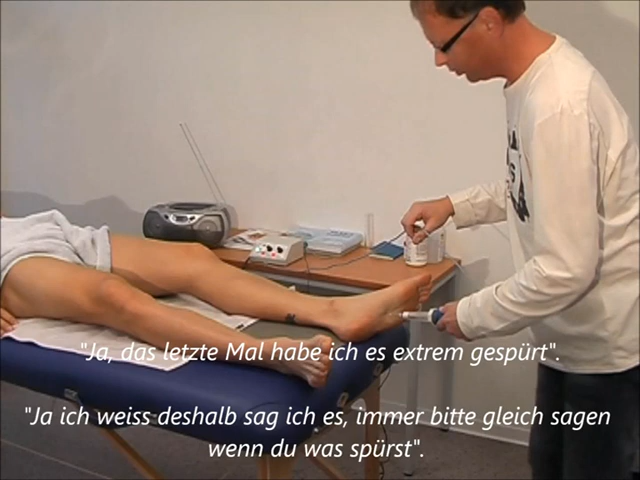 "Ja, das letzte Mal habe ich es extrem gespürt".
"Ja ich weiss deshalb sag ich es, immer bitte gleich sagen
wenn du was spürst".